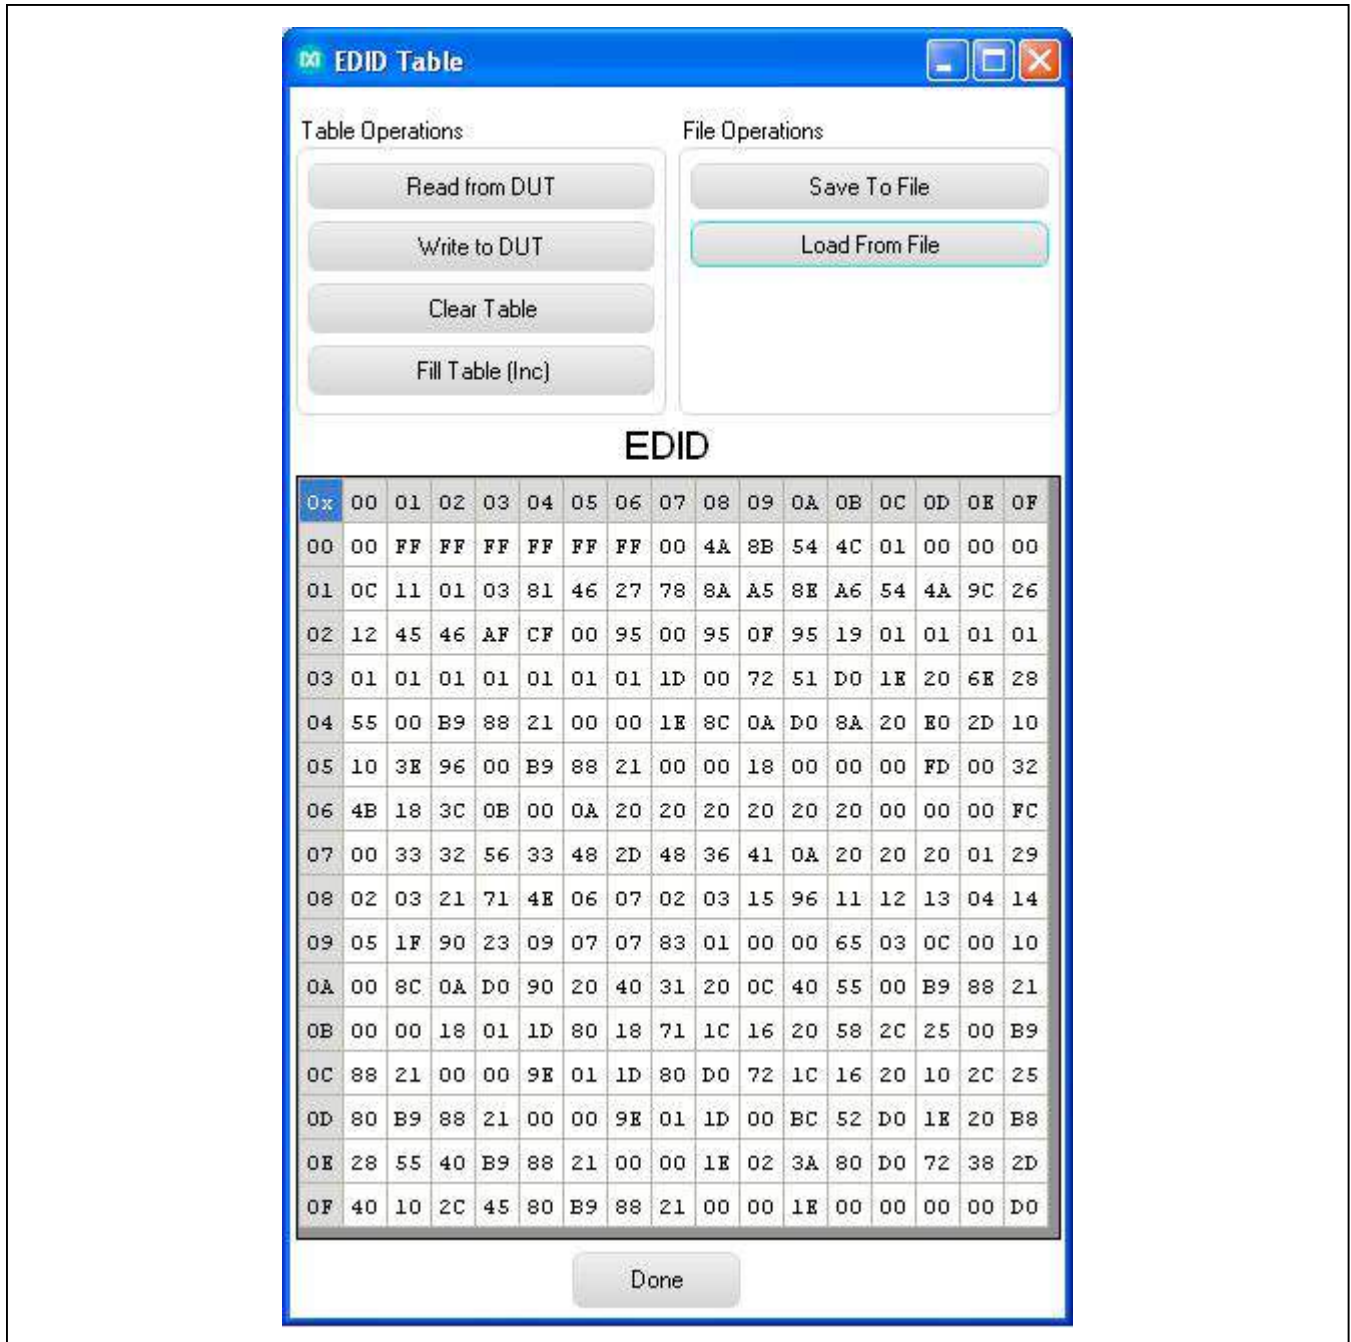 EDID Table
Table Operations File Operations
Read from DUT Save To File
Write to DUT Load From File
Clear Table
Fill Table (Inc)
EDID
0x 00 01 02 03 04 05 06 07 08 09 0A 0B 0C 0D 0E 0F
00 00 FF FF FF FF FF FF 00 4A 8B 54 4C 01 00 00 00
01 0C 11 01 03 81 46 27 78 8A A5 8E A6 54 4A 9C 26
02 12 45 46 AF CF 00 95 00 95 0F 95 19 01 01 01 01
03 01 01 01 01 01 01 01 1D 00 72 51 D0 1E 20 6E 28
04 55 00 B9 88 21 00 00 1E 8C 0A D0 8A 20 E0 2D 10
05 10 3E 96 00 B9 88 21 00 00 18 00 00 00 FD 00 32
06 4B 18 3C 0B 00 0A 20 20 20 20 20 20 00 00 00 FC
07 00 33 32 56 33 48 2D 48 36 41 0A 20 20 20 01 29
08 02 03 21 71 4E 06 07 02 03 15 96 11 12 13 04 14
09 05 1F 90 23 09 07 07 83 01 00 00 65 03 0C 00 10
0A 00 8C 0A D0 90 20 40 31 20 0C 40 55 00 B9 88 21
0B 00 00 18 01 1D 80 18 71 1C 16 20 58 2C 25 00 B9
0C 88 21 00 00 9E 01 1D 80 D0 72 1C 16 20 10 2C 25
0D 80 B9 88 21 00 00 9E 01 1D 00 BC 52 D0 1E 20 B8
0E 28 55 40 B9 88 21 00 00 1E 02 3A 80 D0 72 38 2D
0F 40 10 2C 45 80 B9 88 21 00 00 1E 00 00 00 00 D0
Done